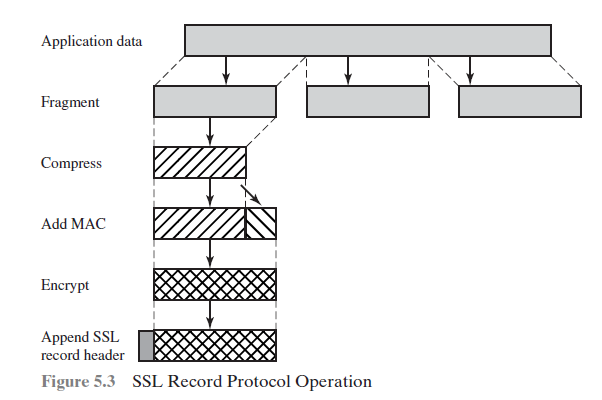 Application data
Fragment
Compress
Add MAC
Encrypt
Append SSL
record header
Figure 5.3 SSL Record Protocol Operation